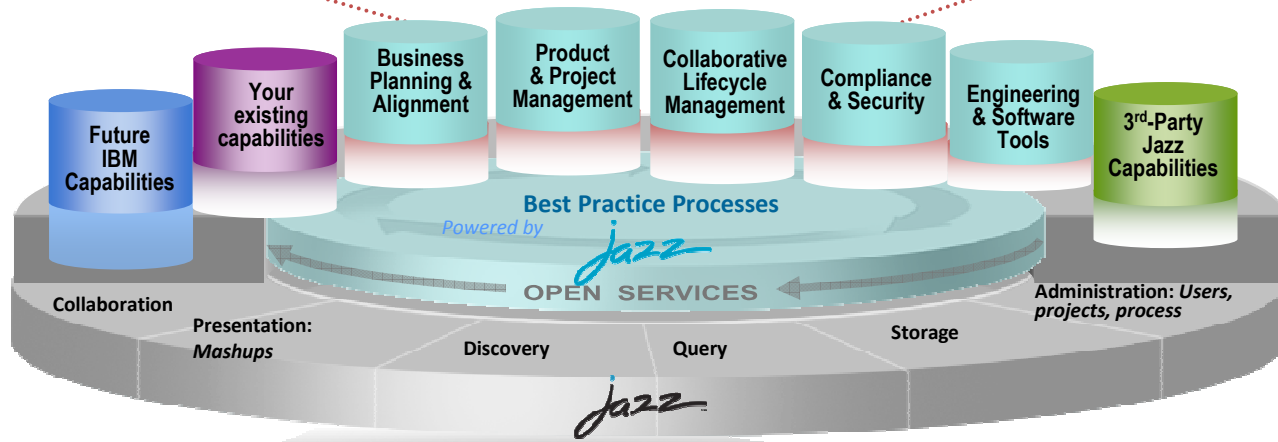 Future
IBM
Capabilities
Your
existing
capabilities
Business
Planning &
Alignment
Product
& Project
Management
Collaborative
Lifecycle
Management
Compliance
& Security
Engineering
& Software
Tools
3rd-Party
Jazz
Capabilities
Best Practice Processes
Powered by
jazz
OPEN SERVICES
Collaboration
Presentation:
Mashups
Discovery
Query
Storage
Administration: Users,
projects, process
jazz